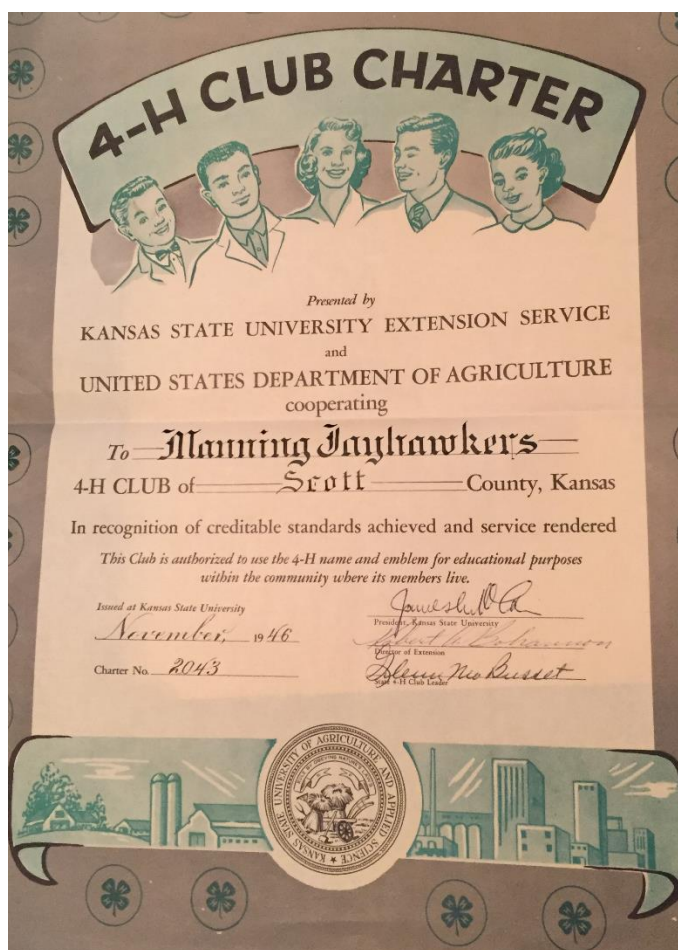 4-H CLUB CHARTER
Presented by
KANSAS STATE UNIVERSITY EXTENSION SERVICE
and
UNITED STATES DEPARTMENT OF AGRICULTURE
cooperating
To Manning Jayhawkers
4-H CLUB of Scott County, Kansas
In recognition of creditable standards achieved and service rendered
This Club is authorized to use the 4-H name and emblem for educational purposes
within the community where its members live.
Issued at Kansas State University
November, 1946
Charter No. 2043
President, Kansas State University
Robert A. Bohannon
Director of Extension
Glenn M. Busset
State 4-H Club Leader
KANSAS STATE UNIVERSITY OF AGRICULTURE AND APPLIED SCIENCE